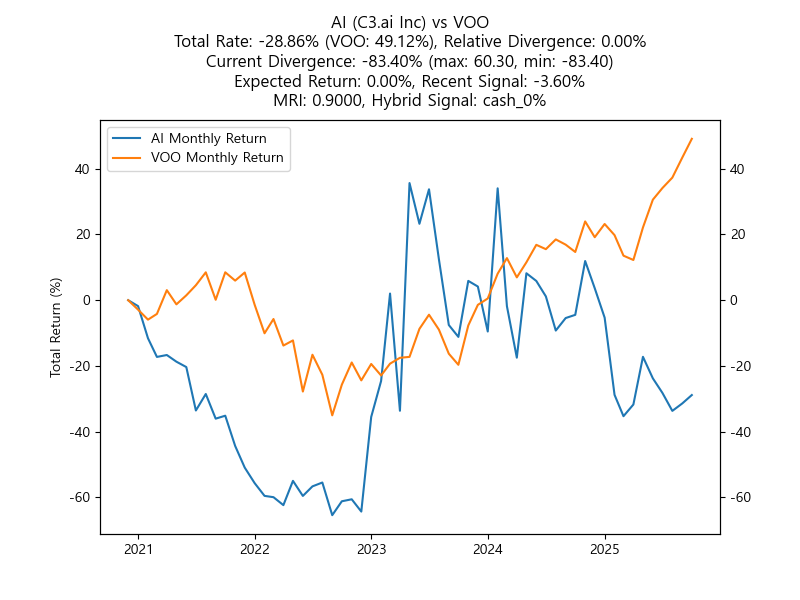 AI (C3.ai Inc) vs VOO
Total Rate: -28.86% (VOO: 49.12%), Relative Divergence: 0.00%
Current Divergence: -83.40% (max: 60.30, min: -83.40)
Expected Return: 0.00%, Recent Signal: -3.60%
MRI: 0.9000, Hybrid Signal: cash_0%
AI Monthly Return
VOO Monthly Return
Total Return (%)
40
20
0
-20
-40
-60
40
20
0
-20
-40
-60
2021
2022
2023
2024
2025